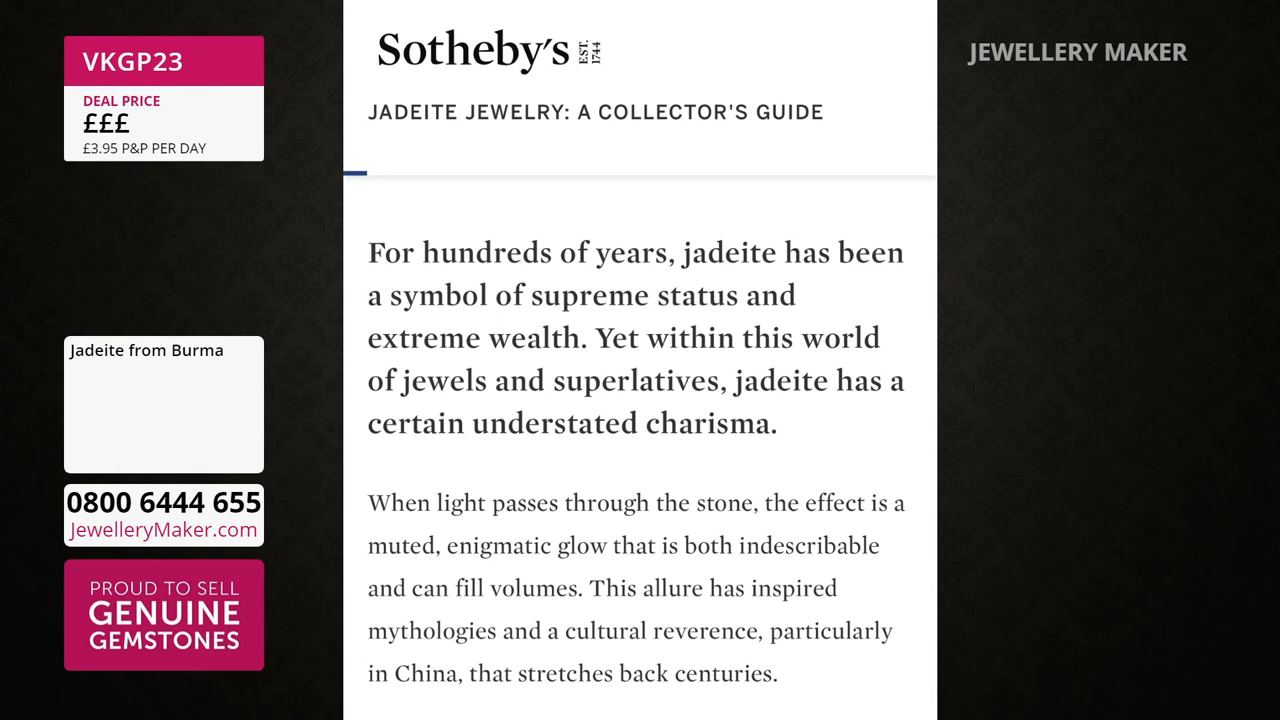 VKGP23
DEAL PRICE
£££
£3.95 P&P PER DAY
Jadeite from Burma
0800 6444 655
JewelleryMaker.com
PROUD TO SELL
GENUINE
GEMSTONES
Sotheby's EST. 1744
JADEITE JEWELRY: A COLLECTOR'S GUIDE
For hundreds of years, jadeite has been
a symbol of supreme status and
extreme wealth. Yet within this world
of jewels and superlatives, jadeite has a
certain understated charisma.
When light passes through the stone, the effect is a
muted, enigmatic glow that is both indescribable
and can fill volumes. This allure has inspired
mythologies and a cultural reverence, particularly
in China, that stretches back centuries.
JEWELLERY MAKER